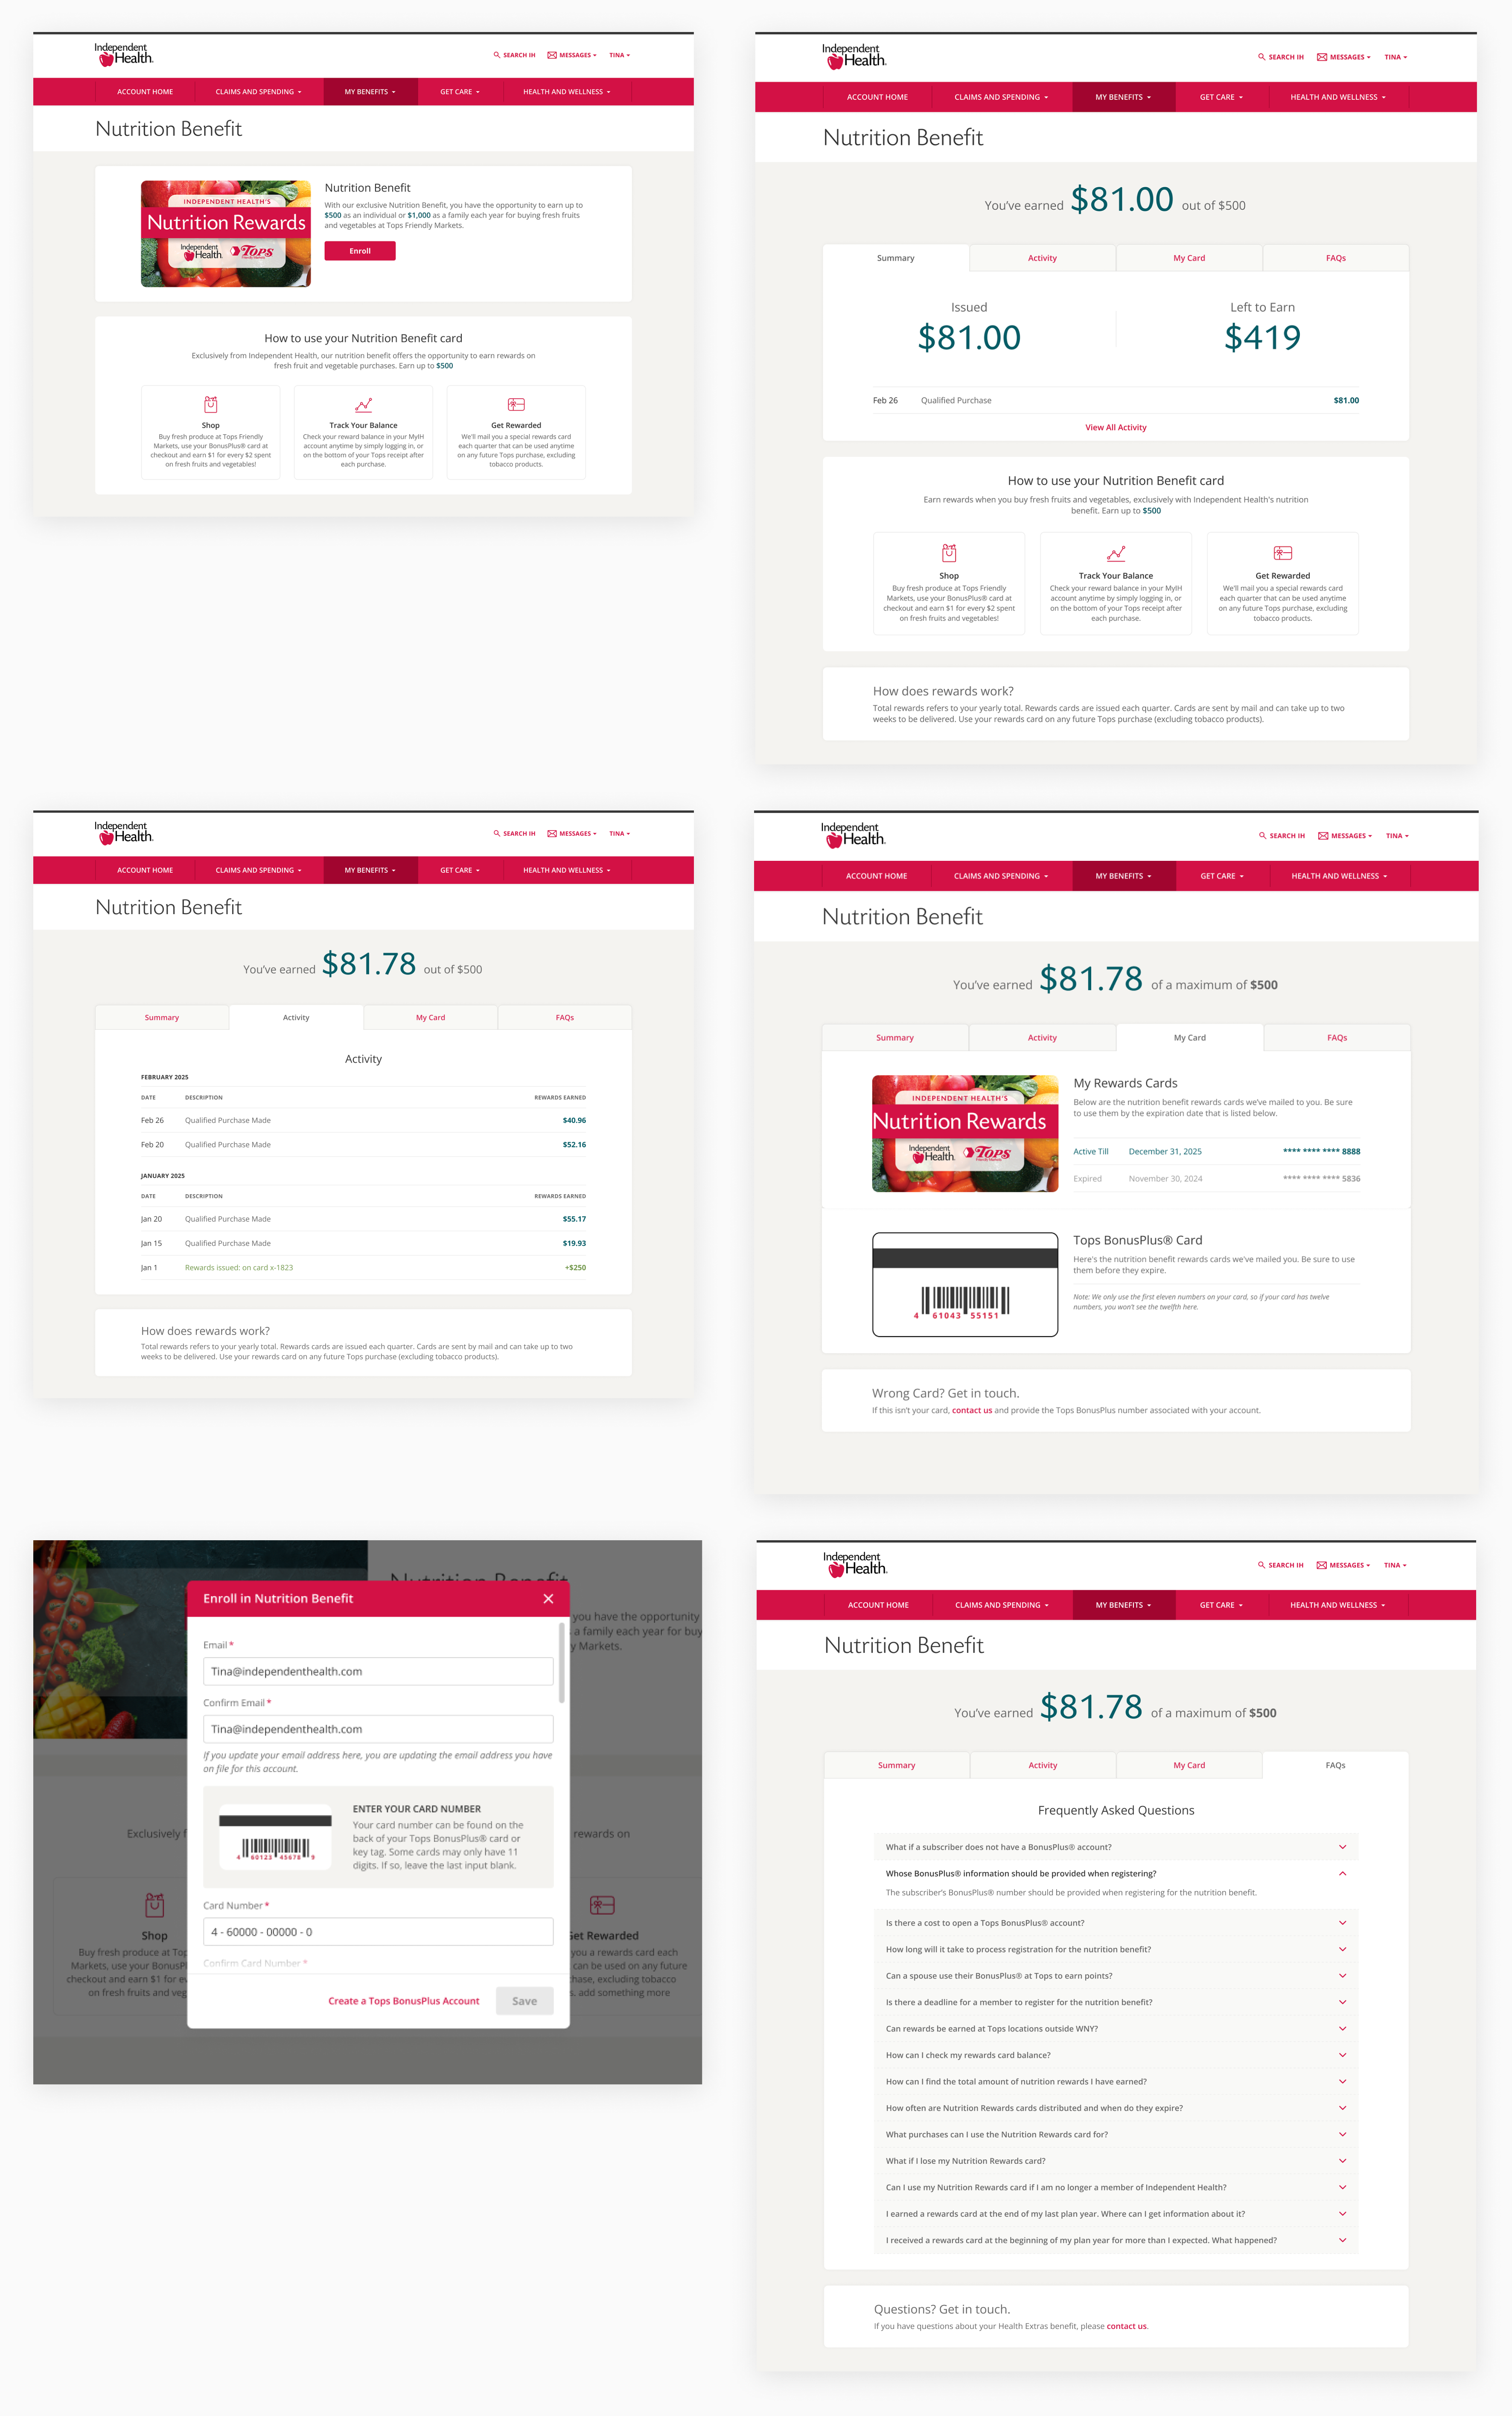 Independent
Health.
SEARCH IH MESSAGES TINA
ACCOUNT HOME CLAIMS AND SPENDING MY BENEFITS GET CARE HEALTH AND WELLNESS
Nutrition Benefit
INDEPENDENT HEALTH'S
Nutrition Rewards
Independent
Health. Tops
Nutrition Benefit
With our exclusive Nutrition Benefit, you have the opportunity to earn up to
$500 as an individual or $1,000 as a family each year for buying fresh fruits
and vegetables at Tops Friendly Markets.
Enroll
How to use your Nutrition Benefit card
Exclusively from Independent Health, our nutrition benefit offers the opportunity to earn rewards on
fresh fruit and vegetable purchases. Earn up to $500
Shop
Buy fresh produce at Tops Friendly
Markets, use your BonusPlus® card at
checkout and earn $1 for every $2 spent
on fresh fruits and vegetables!
Track Your Balance
Check your reward balance in your MyIH
account anytime by simply logging in, or
on the bottom of your Tops receipt after
each purchase.
Get Rewarded
We'll mail you a special rewards card
each quarter that can be used anytime
on any future Tops purchase, excluding
tobacco products.
Independent
Health.
SEARCH IH MESSAGES TINA
ACCOUNT HOME CLAIMS AND SPENDING MY BENEFITS GET CARE HEALTH AND WELLNESS
Nutrition Benefit
You've earned $81.00 out of $500
Summary Activity My Card FAQs
Issued
$81.00
Left to Earn
$419
Feb 26 Qualified Purchase $81.00
View All Activity
How to use your Nutrition Benefit card
Earn rewards when you buy fresh fruits and vegetables, exclusively with Independent Health's nutrition
benefit. Earn up to $500
Shop
Buy fresh produce at Tops Friendly
Markets, use your BonusPlus® card at
checkout and earn $1 for every $2 spent
on fresh fruits and vegetables!
Track Your Balance
Check your reward balance in your MyIH
account anytime by simply logging in, or
on the bottom of your Tops receipt after
each purchase.
Get Rewarded
We'll mail you a special rewards card
each quarter that can be used anytime
on any future Tops purchase, excluding
tobacco products.
How does rewards work?
Total rewards refers to your yearly total. Rewards cards are issued each quarter. Cards are sent by mail and can take up to two
weeks to be delivered. Use your rewards card on any future Tops purchase (excluding tobacco products).
Independent
Health.
SEARCH IH MESSAGES TINA
ACCOUNT HOME CLAIMS AND SPENDING MY BENEFITS GET CARE HEALTH AND WELLNESS
Nutrition Benefit
You've earned $81.78 out of $500
Summary Activity My Card FAQs
Activity
FEBRUARY 2025
DATE DESCRIPTION REWARDS EARNED
Feb 26 Qualified Purchase Made $40.96
Feb 20 Qualified Purchase Made $52.16
JANUARY 2025
DATE DESCRIPTION REWARDS EARNED
Jan 20 Qualified Purchase Made $55.17
Jan 15 Qualified Purchase Made $19.93
Jan 1 Rewards issued: on card x-1823 +$250
How does rewards work?
Total rewards refers to your yearly total. Rewards cards are issued each quarter. Cards are sent by mail and can take up to two
weeks to be delivered. Use your rewards card on any future Tops purchase (excluding tobacco products).
Independent
Health.
SEARCH IH MESSAGES TINA
ACCOUNT HOME CLAIMS AND SPENDING MY BENEFITS GET CARE HEALTH AND WELLNESS
Nutrition Benefit
You've earned $81.78 of a maximum of $500
Summary Activity My Card FAQs
INDEPENDENT HEALTH'S
Nutrition Rewards
Independent
Health. Tops
My Rewards Cards
Below are the nutrition benefit rewards cards we've mailed to you. Be sure
to use them by the expiration date that is listed below.
Active Till December 31, 2025 **** **** **** 8888
Expired November 30, 2024 **** **** **** 5836
4 61043 55151
Tops BonusPlus® Card
Here's the nutrition benefit rewards cards we've mailed you. Be sure to use
them before they expire.
Note: We only use the first eleven numbers on your card, so if your card has twelve
numbers, you won't see the twelfth here.
Wrong Card? Get in touch.
If this isn't your card, contact us and provide the Tops BonusPlus number associated with your account.
Nutrition Benefit
you have the opportunity
a family each year for buy
y Markets.
Exclusively f
rewards on
Shop
Buy fresh produce at Top
Markets, use your BonusP
checkout and earn $1 for ev
on fresh fruits and veg
Get Rewarded
you a rewards card each
can be used on any future
hase, excluding tobacco
s. add something more
Enroll in Nutrition Benefit
Email *
Tina@independenthealth.com
Confirm Email *
Tina@independenthealth.com
If you update your email address here, you are updating the email address you have
on file for this account.
4 60123 45678 9
ENTER YOUR CARD NUMBER
Your card number can be found on the
back of your Tops BonusPlus® card or
key tag. Some cards may only have 11
digits. If so, leave the last input blank.
Card Number *
4 - 60000 - 00000 - 0
Confirm Card Number *
Create a Tops BonusPlus Account Save
Independent
Health.
SEARCH IH MESSAGES TINA
ACCOUNT HOME CLAIMS AND SPENDING MY BENEFITS GET CARE HEALTH AND WELLNESS
Nutrition Benefit
You've earned $81.78 of a maximum of $500
Summary Activity My Card FAQs
Frequently Asked Questions
What if a subscriber does not have a BonusPlus® account?
Whose BonusPlus® information should be provided when registering?
The subscriber's BonusPlus® number should be provided when registering for the nutrition benefit.
Is there a cost to open a Tops BonusPlus® account?
How long will it take to process registration for the nutrition benefit?
Can a spouse use their BonusPlus® at Tops to earn points?
Is there a deadline for a member to register for the nutrition benefit?
Can rewards be earned at Tops locations outside WNY?
How can I check my rewards card balance?
How can I find the total amount of nutrition rewards I have earned?
How often are Nutrition Rewards cards distributed and when do they expire?
What purchases can I use the Nutrition Rewards card for?
What if I lose my Nutrition Rewards card?
Can I use my Nutrition Rewards card if I am no longer a member of Independent Health?
I earned a rewards card at the end of my last plan year. Where can I get information about it?
I received a rewards card at the beginning of my plan year for more than I expected. What happened?
Questions? Get in touch.
If you have questions about your Health Extras benefit, please contact us.